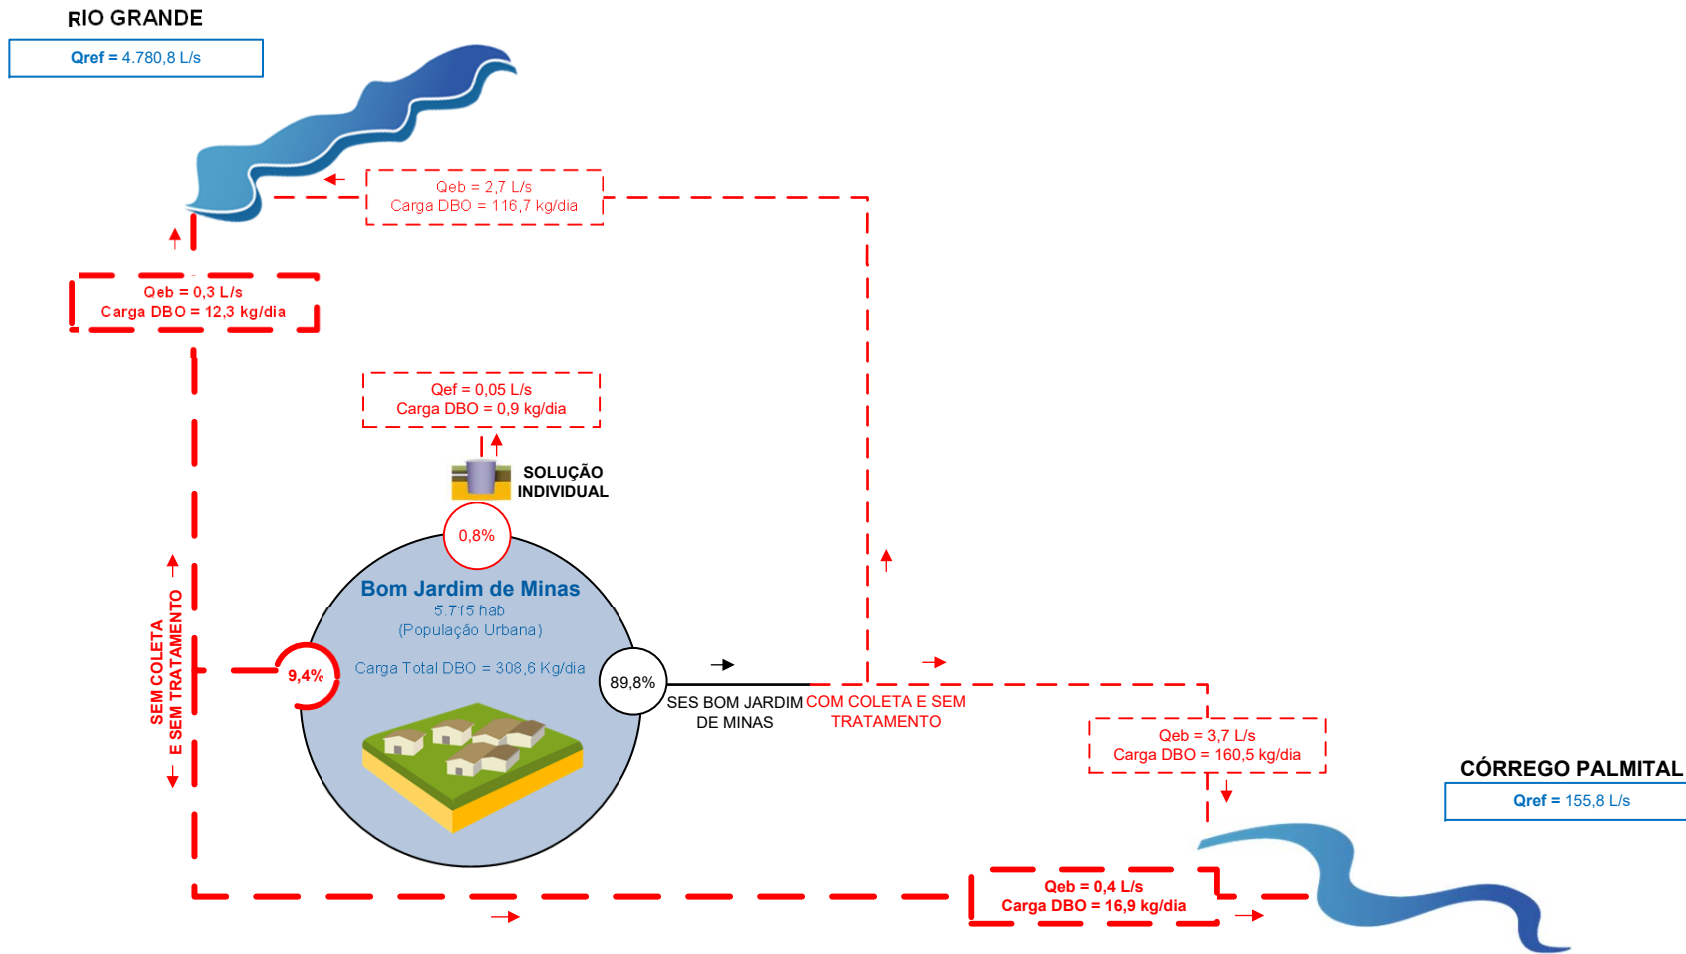 RIO GRANDE
Qref = 4.780,8 L/s
Qeb = 2,7 L/s
Carga DBO = 116,7 kg/dia
Qeb = 0,3 L/s
Carga DBO = 12,3 kg/dia
Qef = 0,05 L/s
Carga DBO = 0,9 kg/dia
SOLUÇÃO
INDIVIDUAL
0,8%
Bom Jardim de Minas
5.715 hab
(População Urbana)
Carga Total DBO = 308,6 Kg/dia
9,4%
89,8%
SEM COLETA
E SEM TRATAMENTO
SES BOM JARDIM
DE MINAS
COM COLETA E SEM
TRATAMENTO
Qeb = 3,7 L/s
Carga DBO = 160,5 kg/dia
CÓRREGO PALMITAL
Qref = 155,8 L/s
Qeb = 0,4 L/s
Carga DBO = 16,9 kg/dia